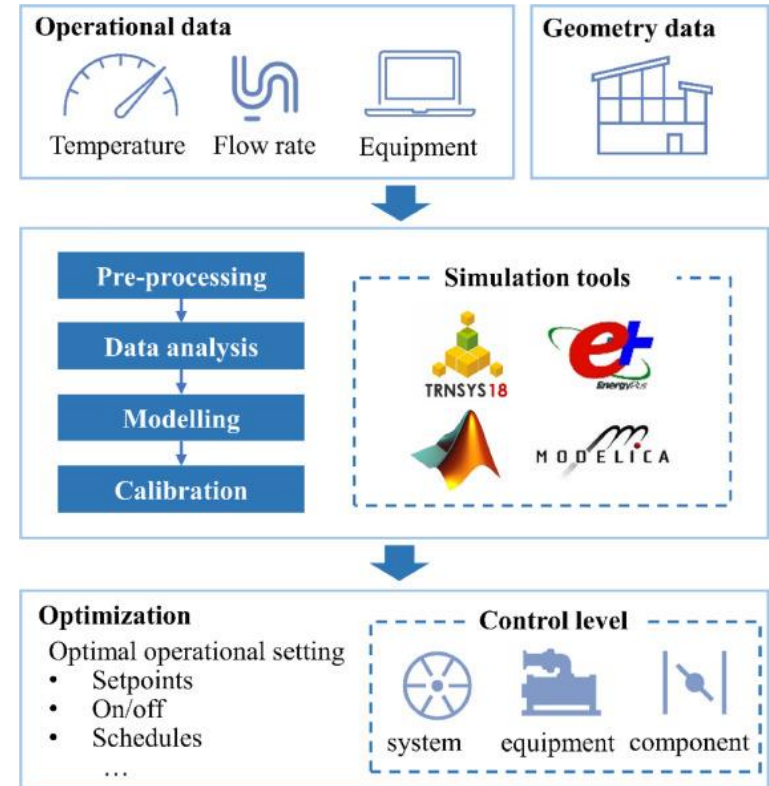 Operational data
Temperature
Flow rate
Equipment
Geometry data
Pre-processing
Data analysis
Modelling
Calibration
Simulation tools
TRNSYS18
e+
EnergyPlus
MODELICA
Optimization
Optimal operational setting
• Setpoints
• On/off
• Schedules
…
Control level
system
equipment
component